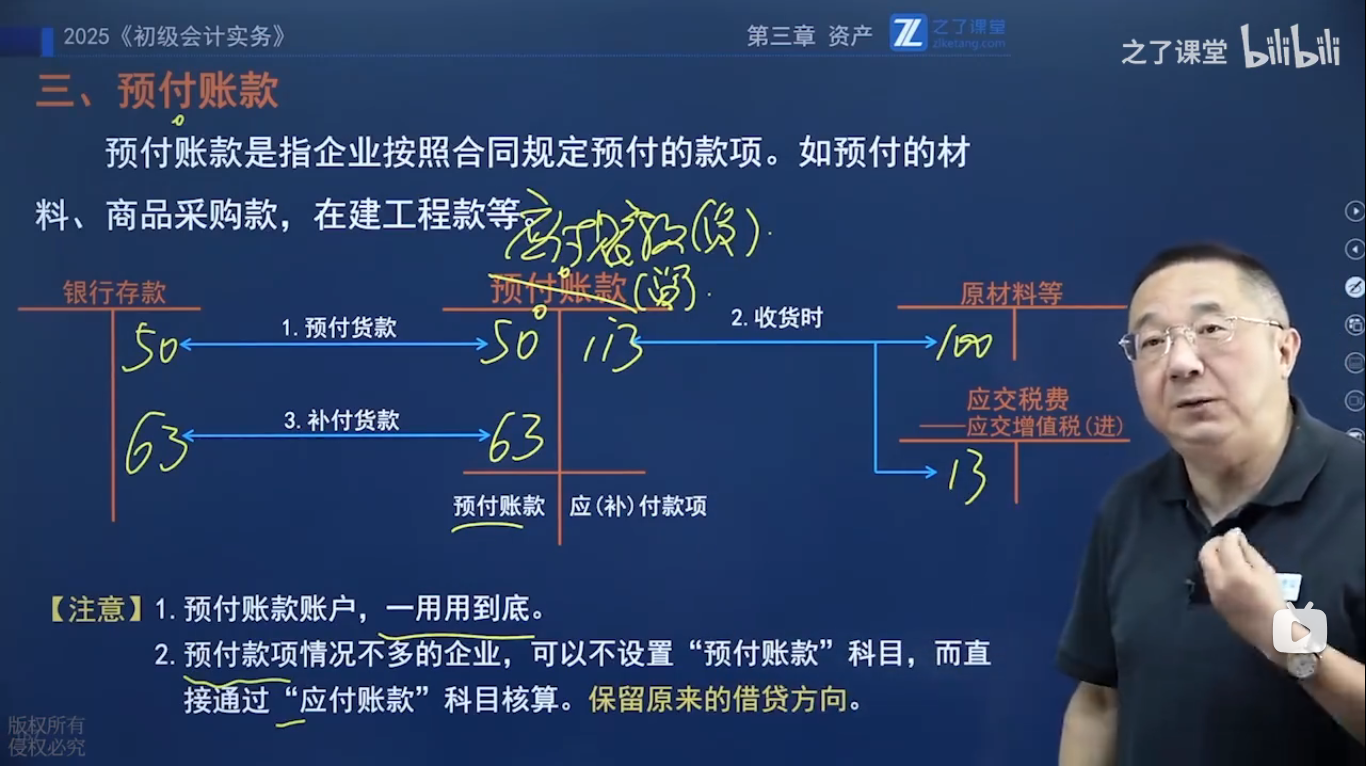 2025《初级会计实务》
第三章 资产
之了课堂
zlketang.com
之了课堂 bilibili
三、预付账款
预付账款是指企业按照合同规定预付的款项。如预付的材
料、商品采购款，在建工程款等。
应付账款(贷)
银行存款
预付账款
原材料等
1.预付货款
2.收货时
50
50
113
100
应交税费
——应交增值税(进)
3.补付货款
63
63
13
预付账款
应(补)付款项
【注意】1.预付账款账户，一用用到底。
2.预付款项情况不多的企业，可以不设置“预付账款”科目，而直
接通过“应付账款”科目核算。保留原来的借贷方向。
版权所有
侵权必究